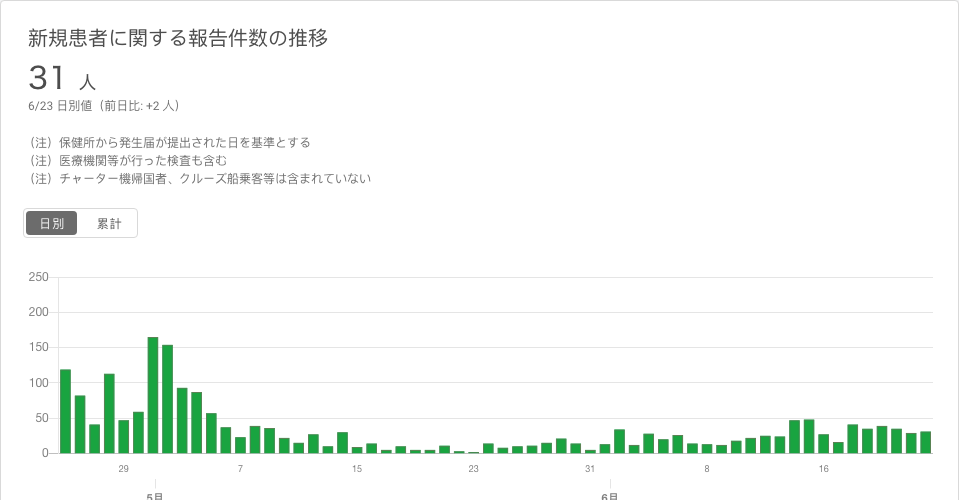 新規患者に関する報告件数の推移
31 人
6/23 日別値（前日比: +2 人）
（注）保健所から発生届が提出された日を基準とする
（注）医療機関等が行った検査も含む
（注）チャーター機帰国者、クルーズ船乗客等は含まれていない
日別 累計
250
200
150
100
50
0
29 7 15 23 31 8 16
5月 6月